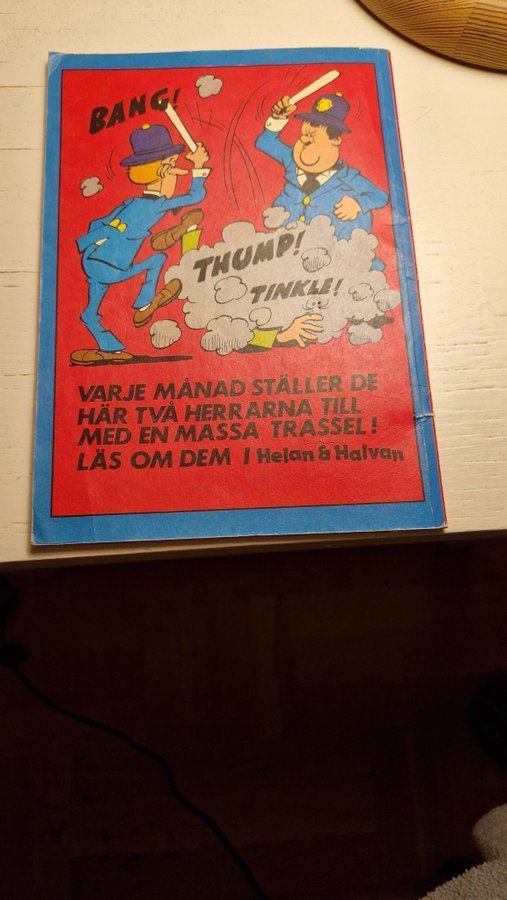 BANG!
THUMP!
TINKLE!
VARJE MÅNAD STÄLLER DE
HÄR TVÅ HERRARNA TILL
MED EN MASSA TRASSEL!
LÄS OM DEM I Helan & Halvan